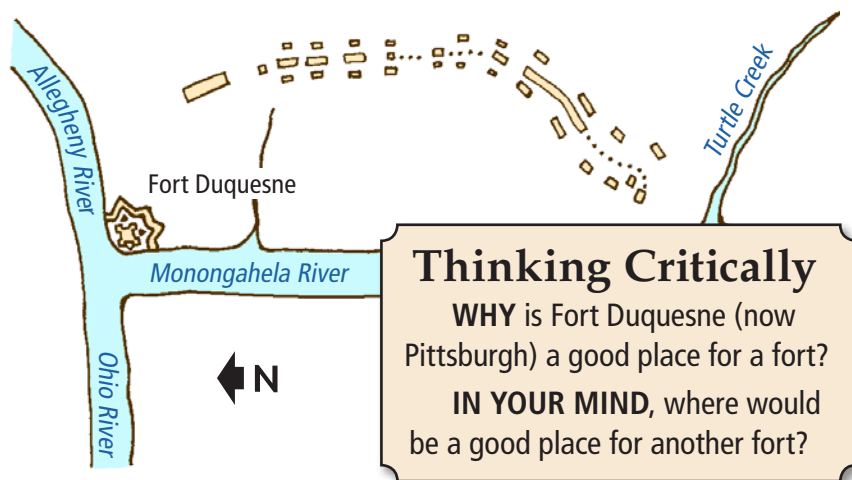 Allegheny River
Turtle Creek
Fort Duquesne
Monongahela River
Ohio River
N
Thinking Critically
WHY is Fort Duquesne (now
Pittsburgh) a good place for a fort?
IN YOUR MIND, where would
be a good place for another fort?